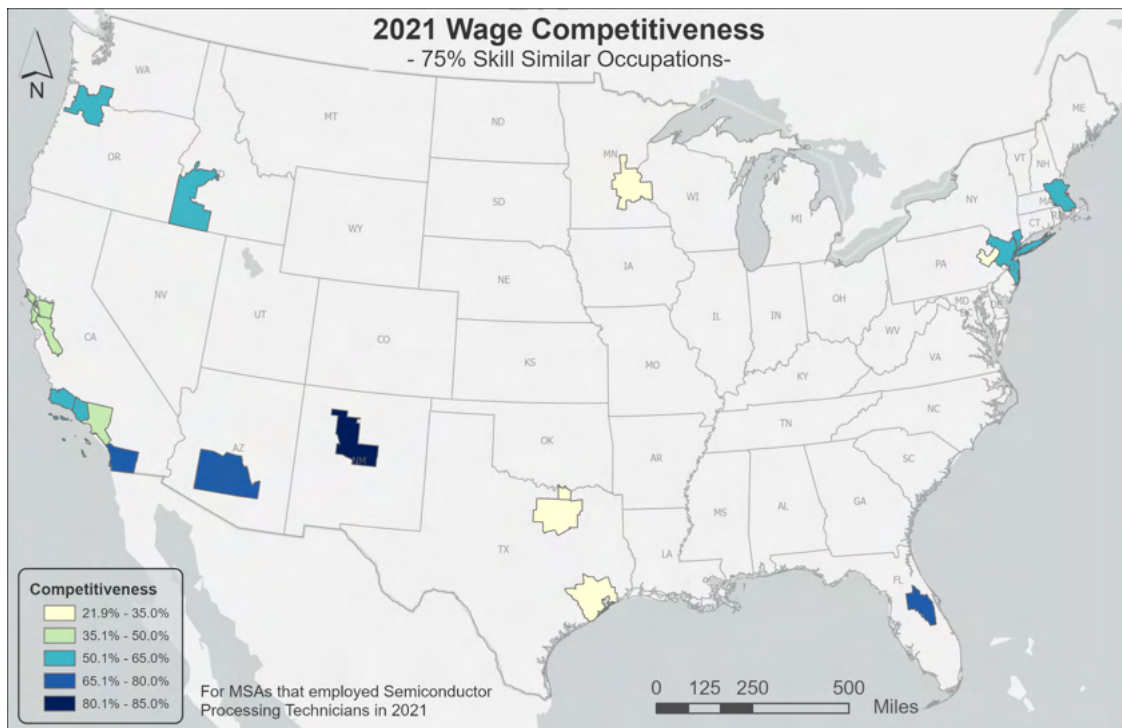 2021 Wage Competitiveness
- 75% Skill Similar Occupations-
N
WA
MT
ND
MN
ME
OR
SD
WI
MI
VT
NH
NY
MA
CT
WY
IA
PA
NE
NV
UT
CO
IL
IN
OH
MD
WV
VA
CA
KS
MO
KY
NC
TN
AZ
NM
OK
AR
SC
MS
AL
GA
TX
LA
FL
Competitiveness
21.9% - 35.0%
35.1% - 50.0%
50.1% - 65.0%
65.1% - 80.0%
80.1% - 85.0%
For MSAs that employed Semiconductor
Processing Technicians in 2021
0 125 250 500
Miles